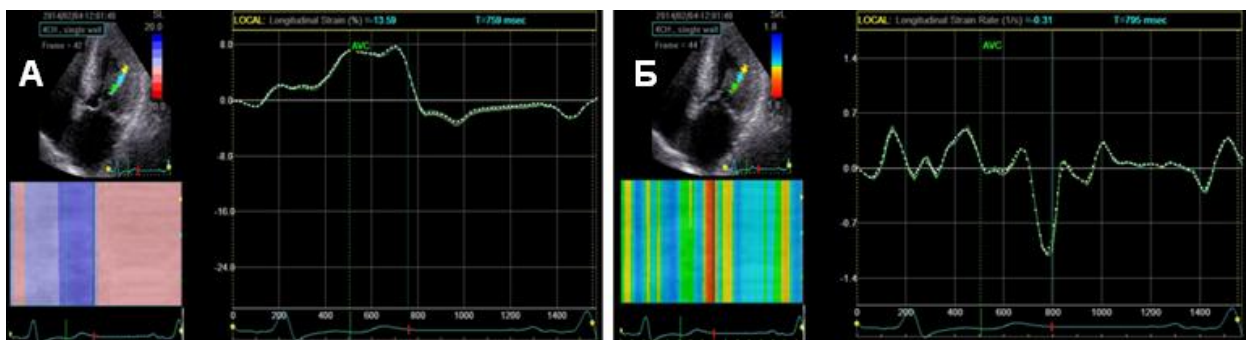 А
2014/02/04-12:01:40
SL
4CH, single wall
20.0
Frame = 42
LOCAL: Longitudinal Strain (%) =-13.59 T=759 msec
AVC
8.0
0.0
-8.0
-16.0
-24.0
0 200 400 600 800 1000 1200 1400
Б
2014/02/04-12:01:40
SrL
4CH, single wall
1.0
Frame = 44
LOCAL: Longitudinal Strain Rate (1/s) =-0.31 T=795 msec
AVC
1.4
0.7
0.0
-0.7
-1.4
0 200 400 600 800 1000 1200 1400